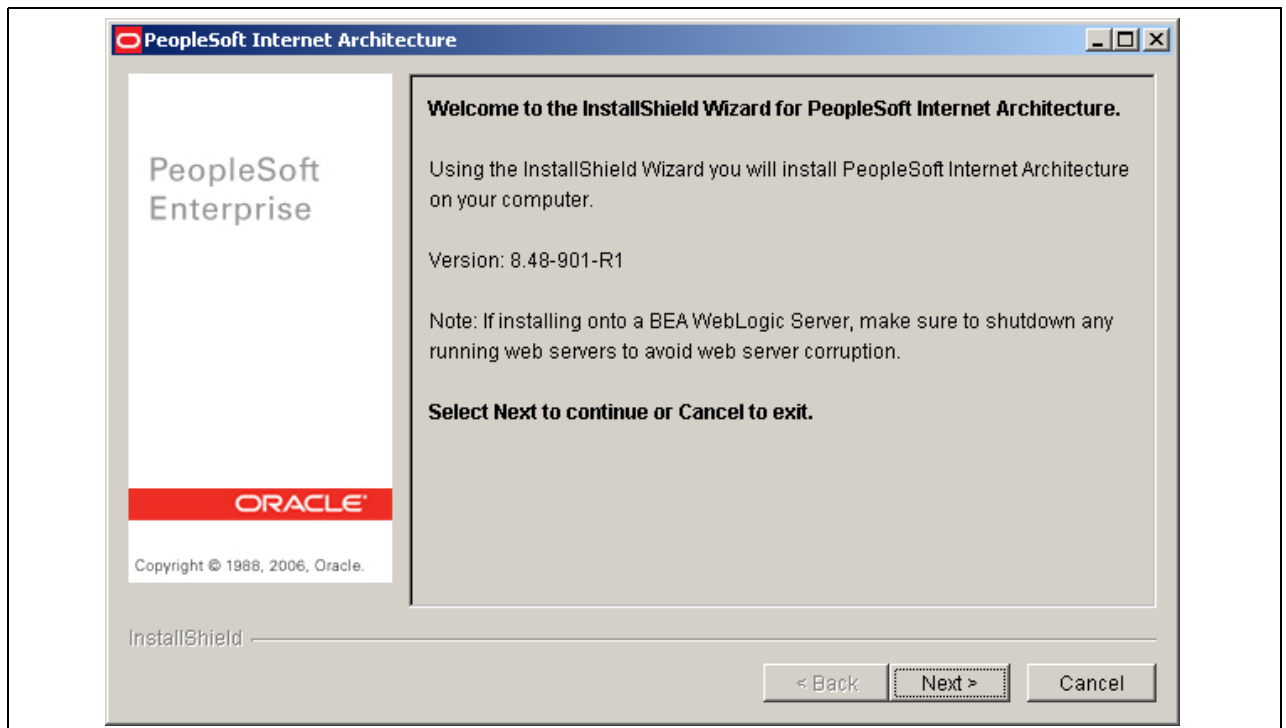 PeopleSoft Internet Architecture
PeopleSoft
Enterprise
ORACLE®
Copyright © 1988, 2006, Oracle.
Welcome to the InstallShield Wizard for PeopleSoft Internet Architecture.
Using the InstallShield Wizard you will install PeopleSoft Internet Architecture
on your computer.
Version: 8.48-901-R1
Note: If installing onto a BEA WebLogic Server, make sure to shutdown any
running web servers to avoid web server corruption.
Select Next to continue or Cancel to exit.
InstallShield
< Back
Next >
Cancel